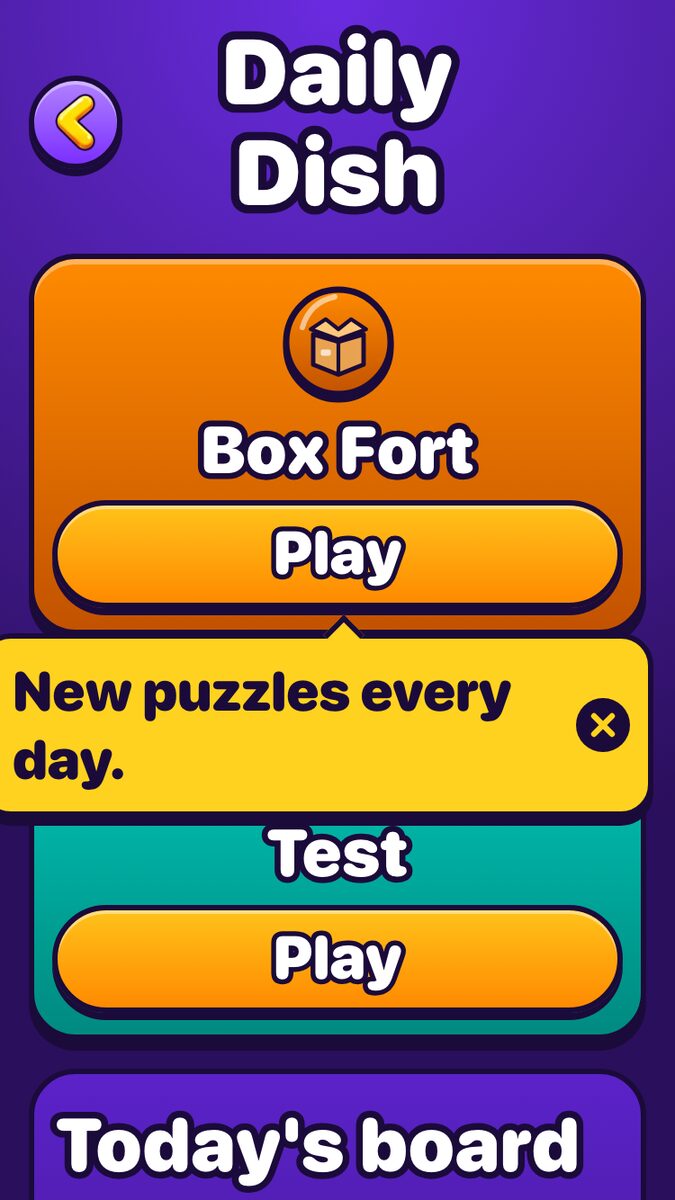 Daily
Dish
Box Fort
Play
New puzzles every
day.
Test
Play
Today's board